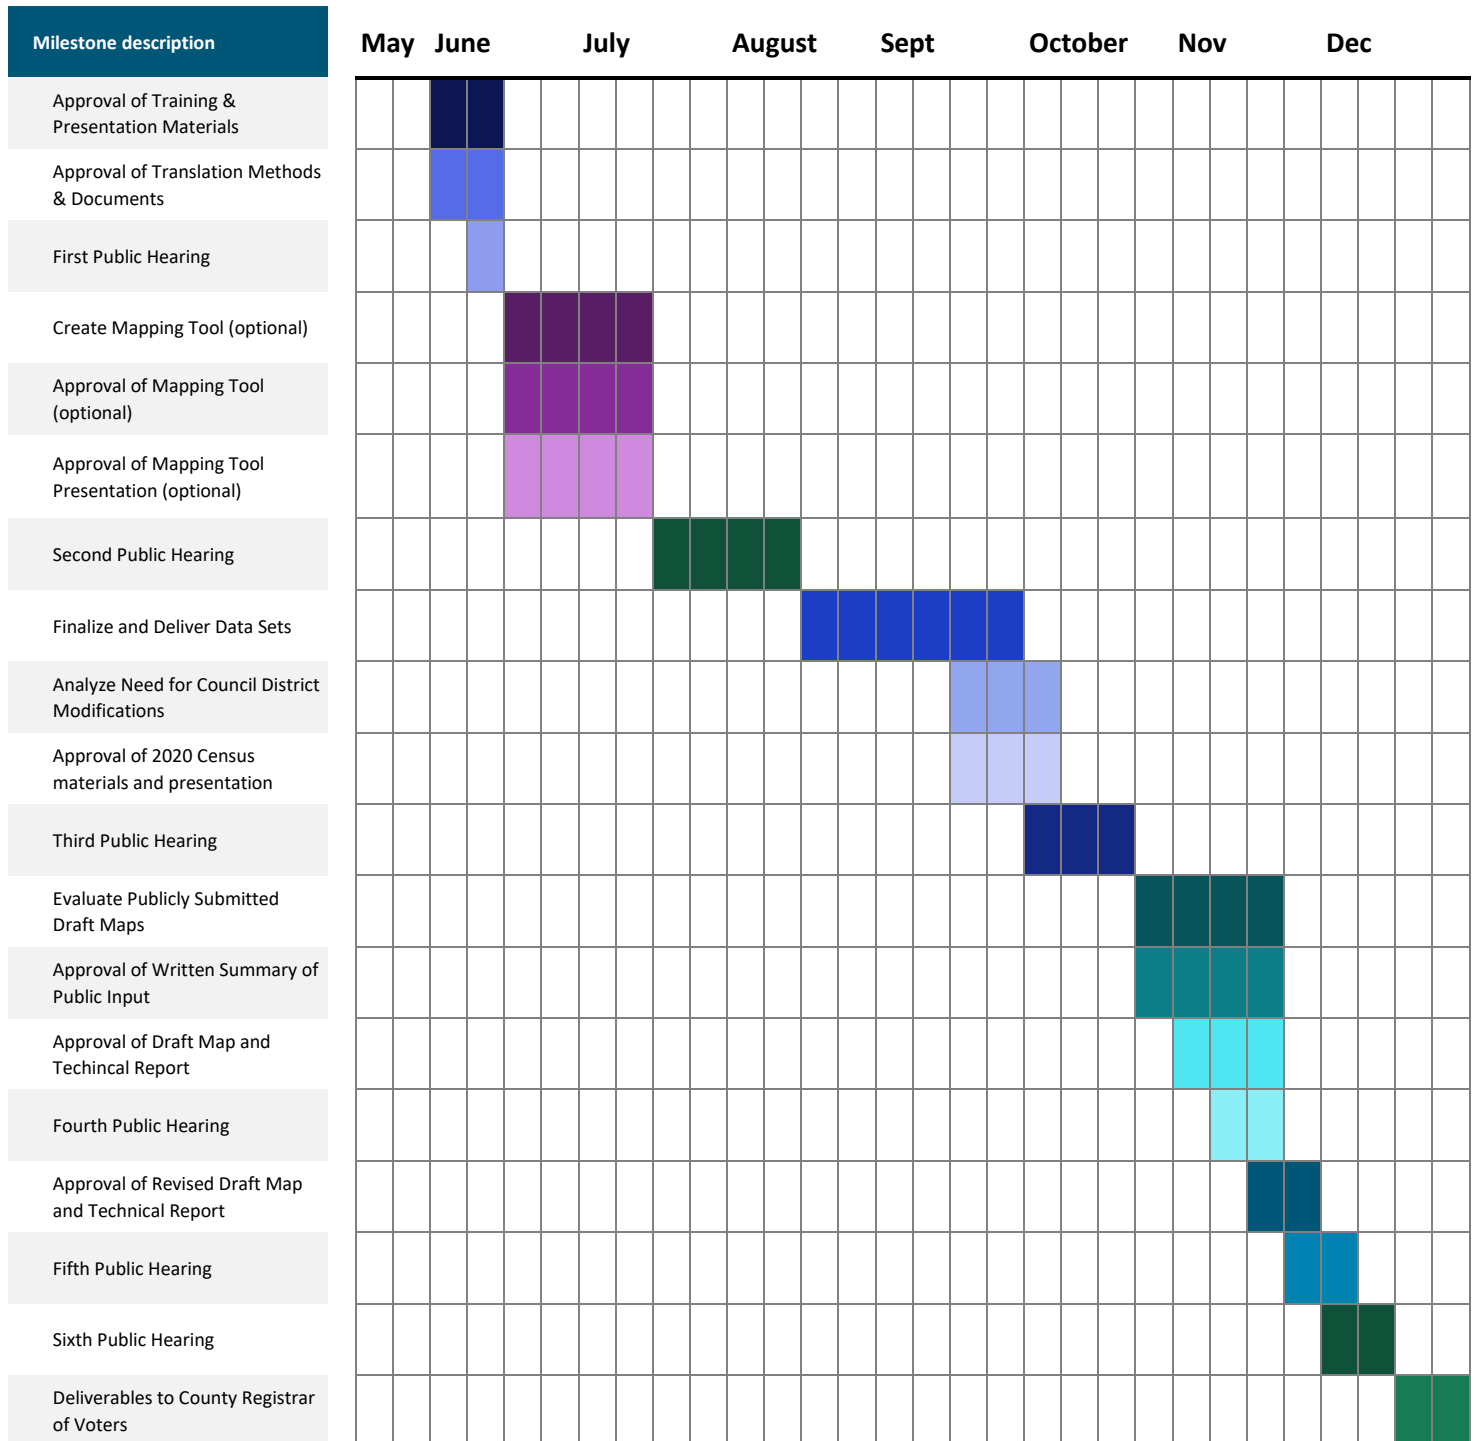 Milestone description
May June July August Sept October Nov Dec
Approval of Training &
Presentation Materials
Approval of Translation Methods
& Documents
First Public Hearing
Create Mapping Tool (optional)
Approval of Mapping Tool
(optional)
Approval of Mapping Tool
Presentation (optional)
Second Public Hearing
Finalize and Deliver Data Sets
Analyze Need for Council District
Modifications
Approval of 2020 Census
materials and presentation
Third Public Hearing
Evaluate Publicly Submitted
Draft Maps
Approval of Written Summary of
Public Input
Approval of Draft Map and
Techincal Report
Fourth Public Hearing
Approval of Revised Draft Map
and Technical Report
Fifth Public Hearing
Sixth Public Hearing
Deliverables to County Registrar
of Voters